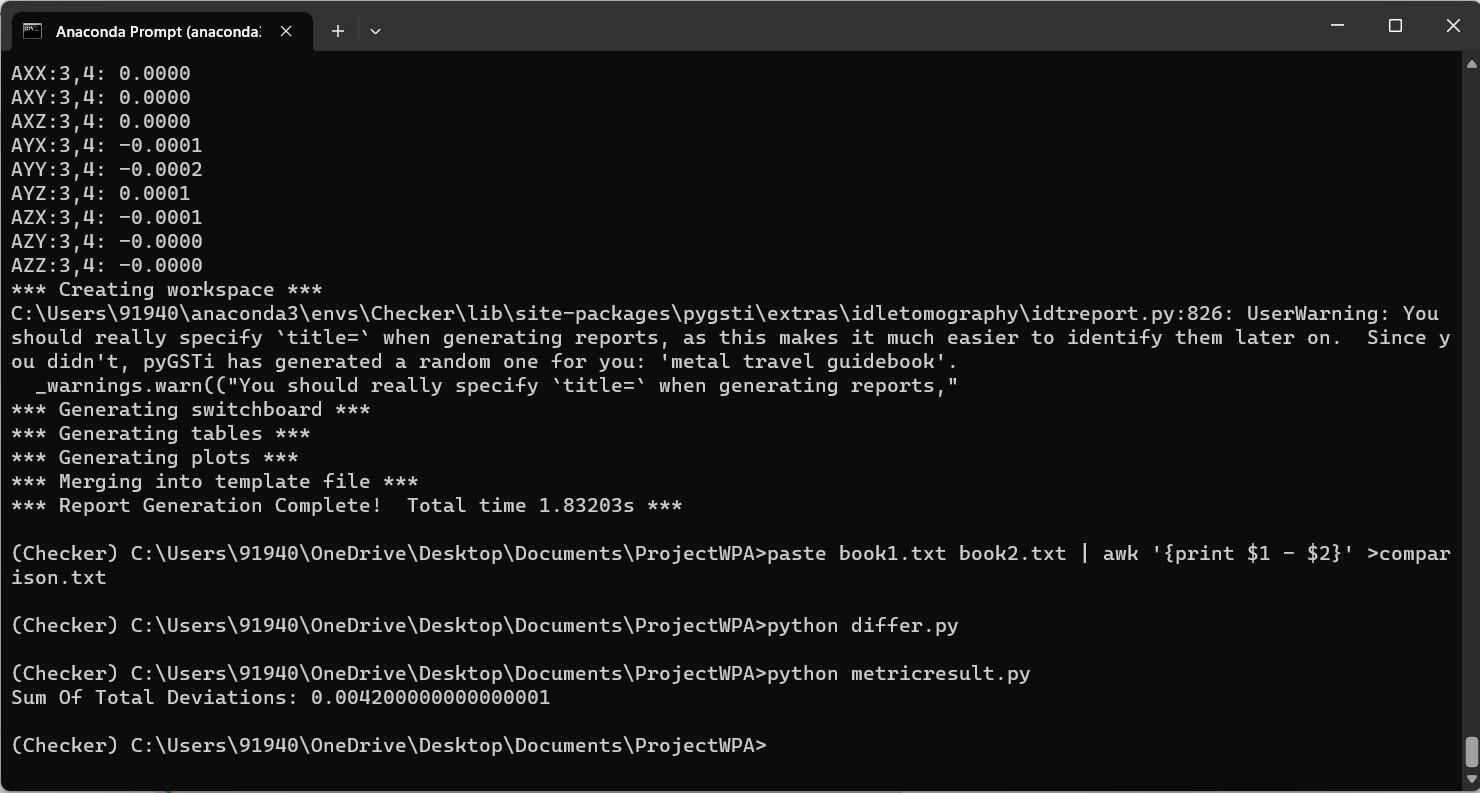 Anaconda Prompt (anaconda:
AXX:3,4: 0.0000
AXY:3,4: 0.0000
AXZ:3,4: 0.0000
AYX:3,4: -0.0001
AYY:3,4: -0.0002
AYZ:3,4: 0.0001
AZX:3,4: -0.0001
AZY:3,4: -0.0000
AZZ:3,4: -0.0000
*** Creating workspace ***
C:\Users\91940\anaconda3\envs\Checker\lib\site-packages\pygsti\extras\idletomography\idtreport.py:826: UserWarning: You
should really specify `title=` when generating reports, as this makes it much easier to identify them later on.  Since y
ou didn't, pyGSTi has generated a random one for you: 'metal travel guidebook'.
  _warnings.warn(("You should really specify `title=` when generating reports,"
*** Generating switchboard ***
*** Generating tables ***
*** Generating plots ***
*** Merging into template file ***
*** Report Generation Complete!  Total time 1.83203s ***
(Checker) C:\Users\91940\OneDrive\Desktop\Documents\ProjectWPA>paste book1.txt book2.txt | awk '{print $1 - $2}' >compar
ison.txt
(Checker) C:\Users\91940\OneDrive\Desktop\Documents\ProjectWPA>python differ.py
(Checker) C:\Users\91940\OneDrive\Desktop\Documents\ProjectWPA>python metricresult.py
Sum Of Total Deviations: 0.004200000000000001
(Checker) C:\Users\91940\OneDrive\Desktop\Documents\ProjectWPA>